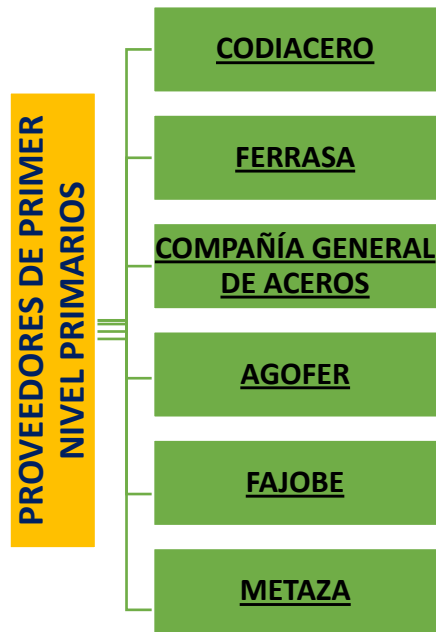 PROVEEDORES DE PRIMER
NIVEL PRIMARIOS
CODIACERO
FERRASA
COMPAÑÍA GENERAL
DE ACEROS
AGOFER
FAJOBE
METAZA